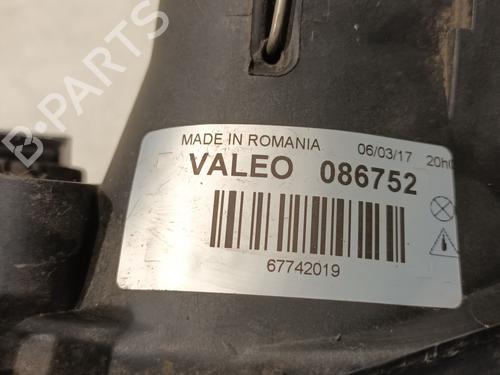 B-PARTS
MADE IN ROMANIA 06/03/17
VALEO 086752
67742019